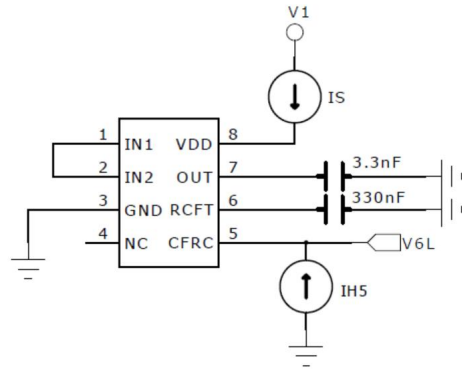 V1
IS
1 IN1 VDD 8
2 IN2 OUT 7 3.3nF
3 GND RCFT 6 330nF
4 NC CFRC 5 V6L
IH5